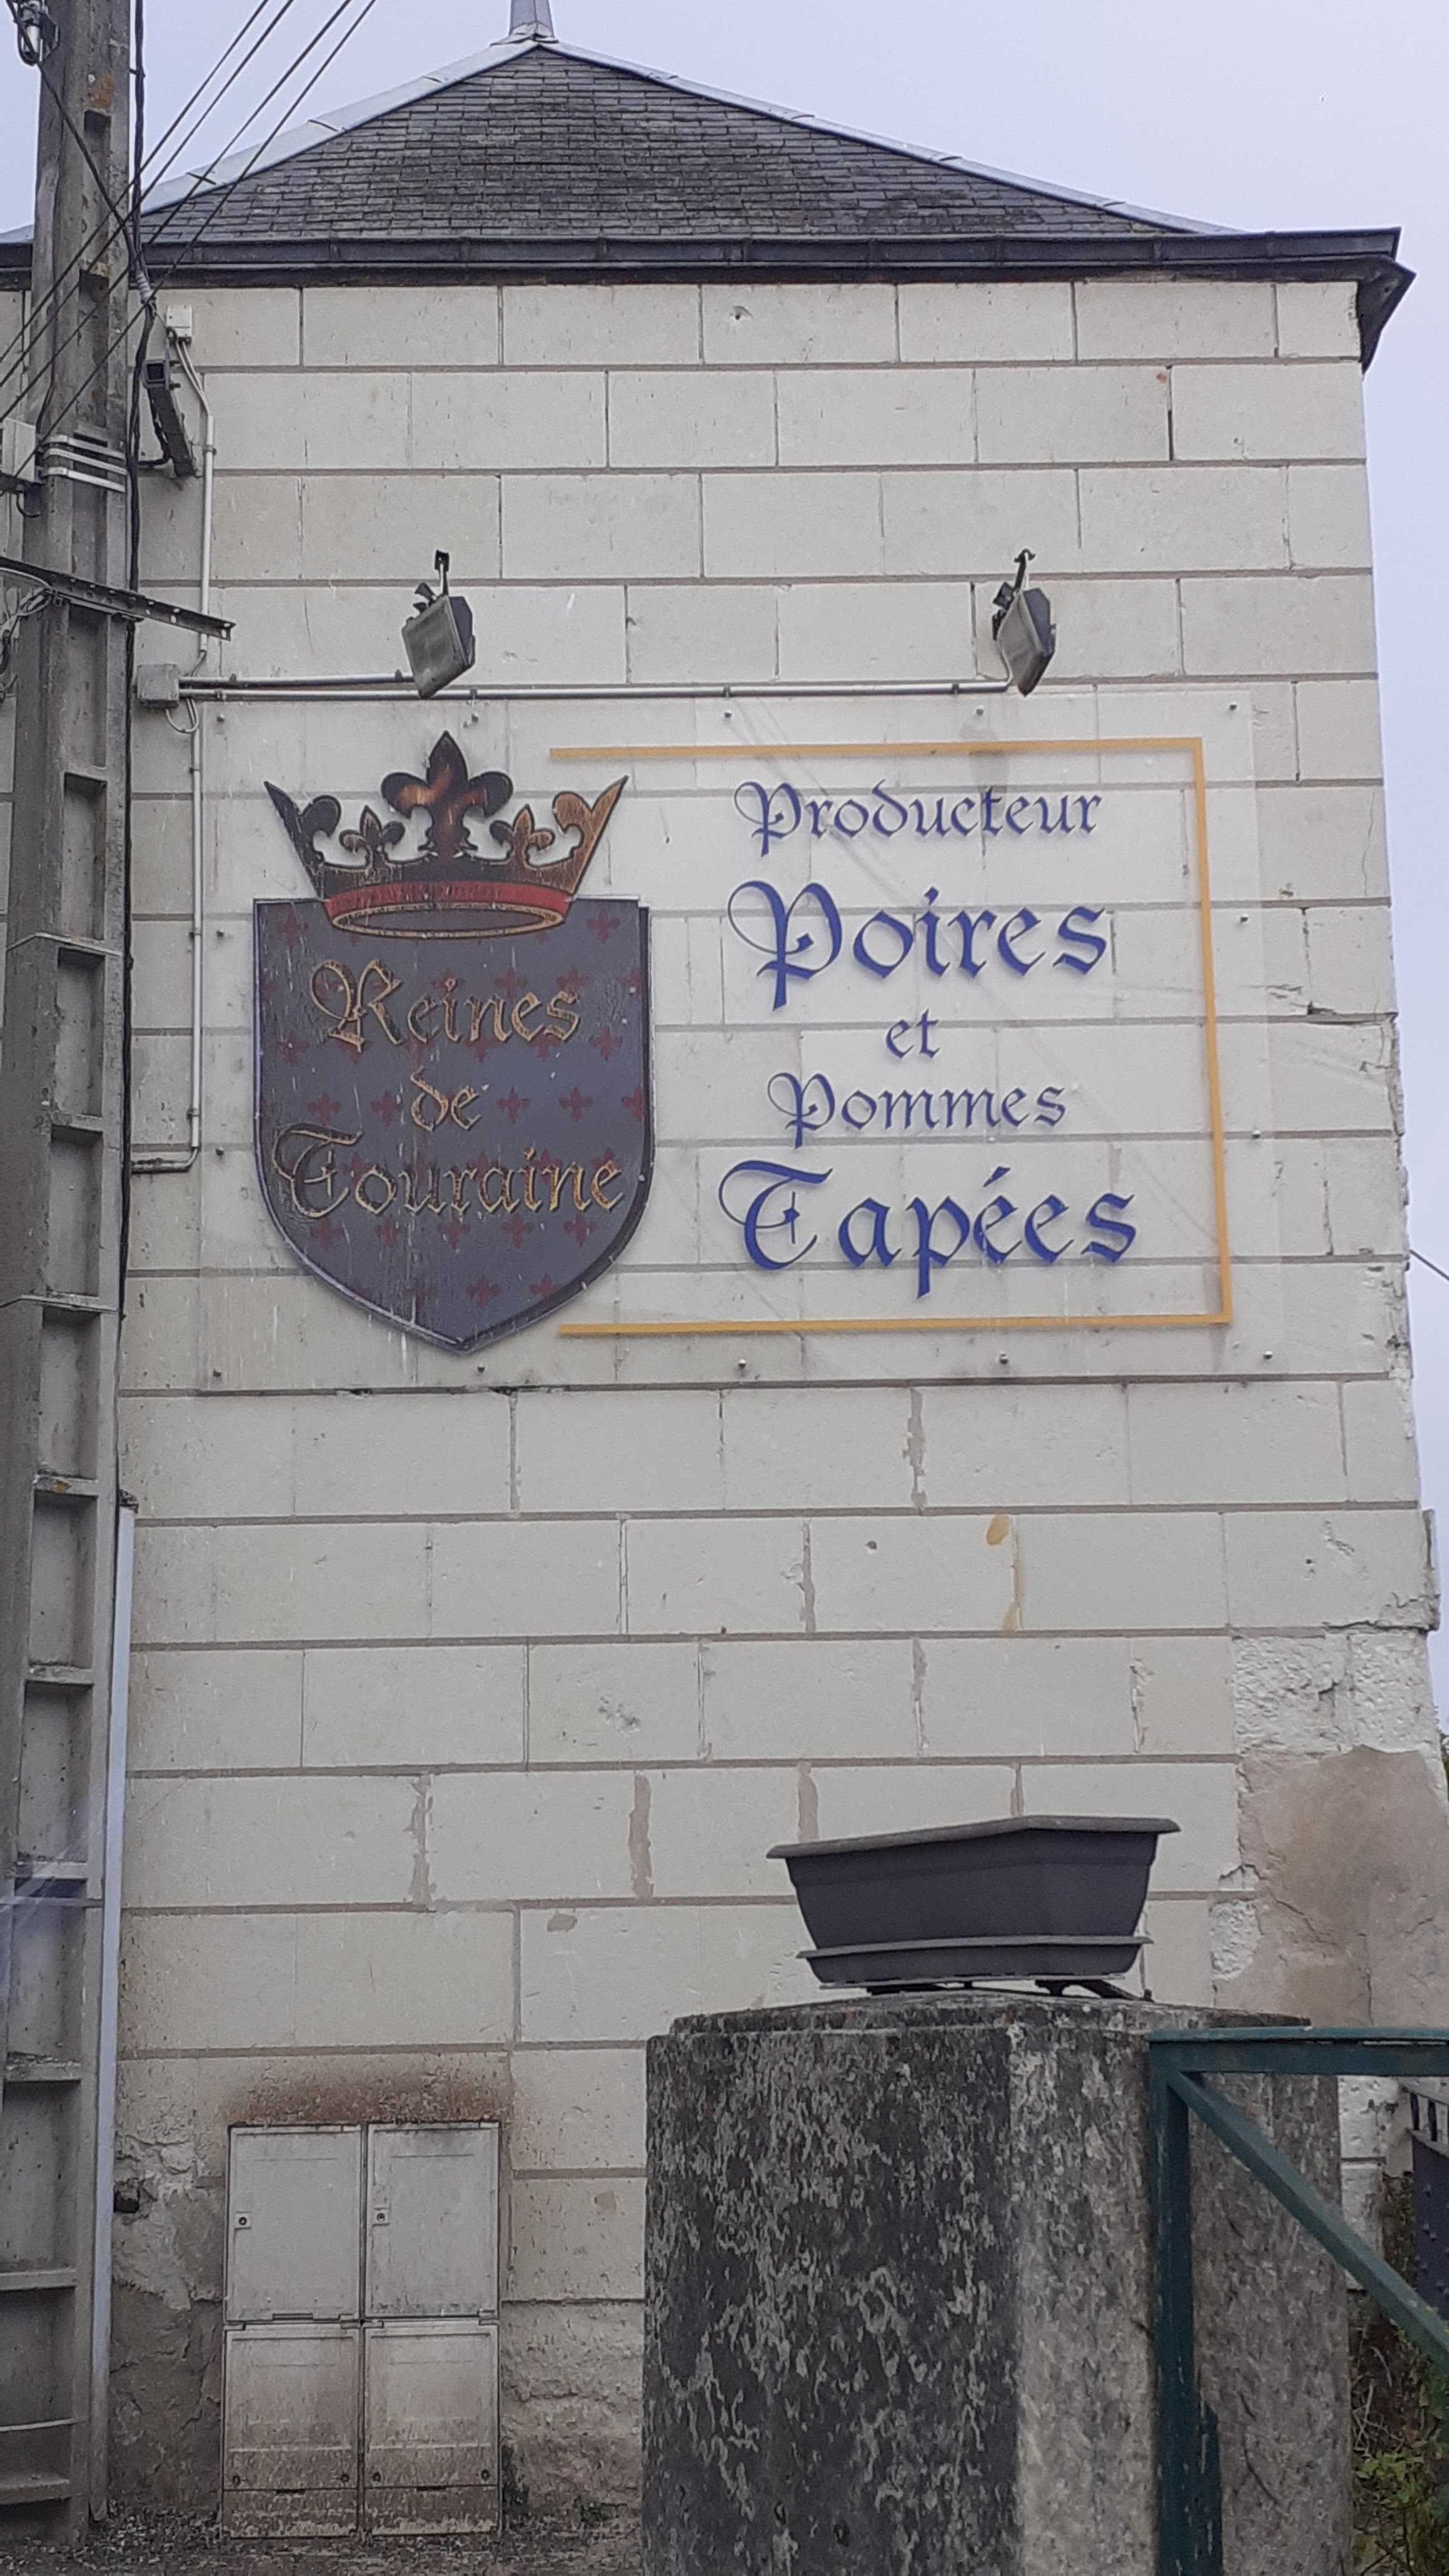 Reines
de
Touraine
Producteur
Poires
et
Pommes
Tapées